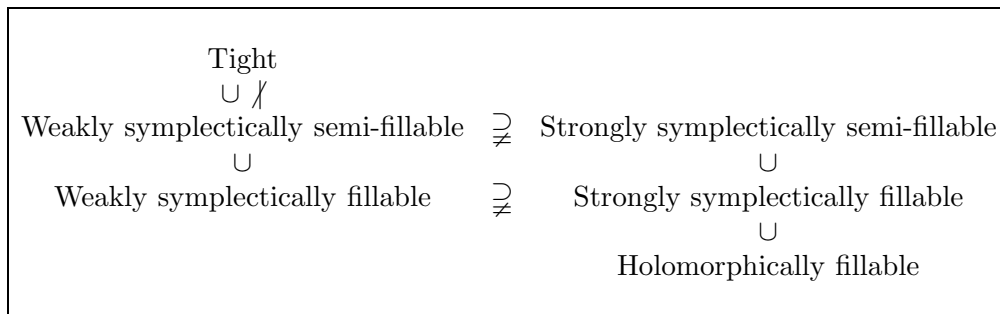 Tight
∪ ∤
Weakly symplectically semi-fillable ⊋ Strongly symplectically semi-fillable
∪ ∪
Weakly symplectically fillable ⊋ Strongly symplectically fillable
∪
Holomorphically fillable